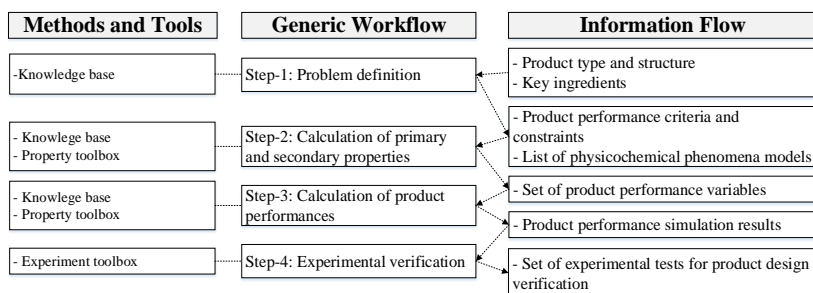 Methods and Tools
Generic Workflow
Information Flow
-Knowledge base
Step-1: Problem definition
- Product type and structure
- Key ingredients
- Product performance criteria and
constraints
- List of physicochemical phenomena models
- Knowlege base
- Property toolbox
Step-2: Calculation of primary
and secondary properties
- Set of product performance variables
- Knowlege base
- Property toolbox
Step-3: Calculation of product
performances
- Product performance simulation results
- Experiment toolbox
Step-4: Experimental verification
- Set of experimental tests for product design
verification